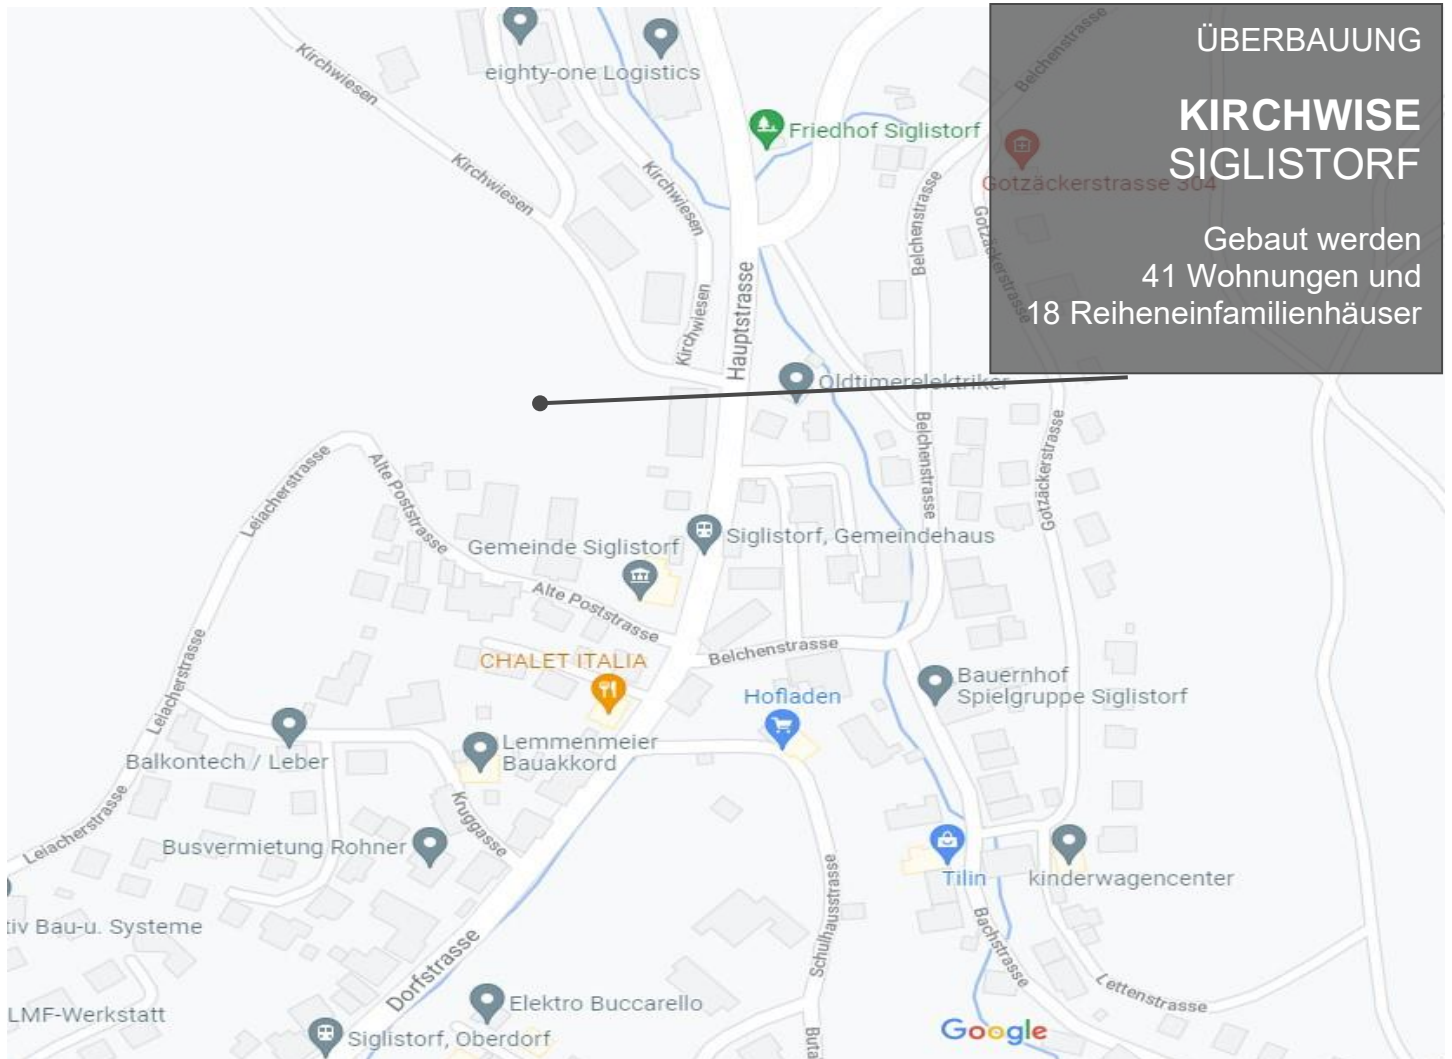 ÜBERBAUUNG
KIRCHWISE
SIGLISTORF
Gebaut werden
41 Wohnungen und
18 Reiheneinfamilienhäuser
Kirchwiesen
eighty-one Logistics
Belchenstrasse
Friedhof Siglistorf
Gotzäckerstrasse 304
Kirchwiesen
Kirchwiesen
Belchenstrasse
Gotzäckerstrasse
Kirchwiesen
Hauptstrasse
Oldtimerelektriker
Belchenstrasse
Gotzäckerstrasse
Leiacherstrasse
Alte Poststrasse
Gemeinde Siglistorf
Siglistorf, Gemeindehaus
Alte Poststrasse
Belchenstrasse
CHALET ITALIA
Leiacherstrasse
Hofladen
Bauernhof
Spielgruppe Siglistorf
Lemmenmeier
Bauakkord
Balkontech / Leber
Leiacherstrasse
Kruggasse
Busvermietung Rohner
Tilin
kinderwagencenter
Schulhausstrasse
tiv Bau-u. Systeme
Dorfstrasse
Bachstrasse
Lettenstrasse
LMF-Werkstatt
Elektro Buccarello
Siglistorf, Oberdorf
Buta
Google